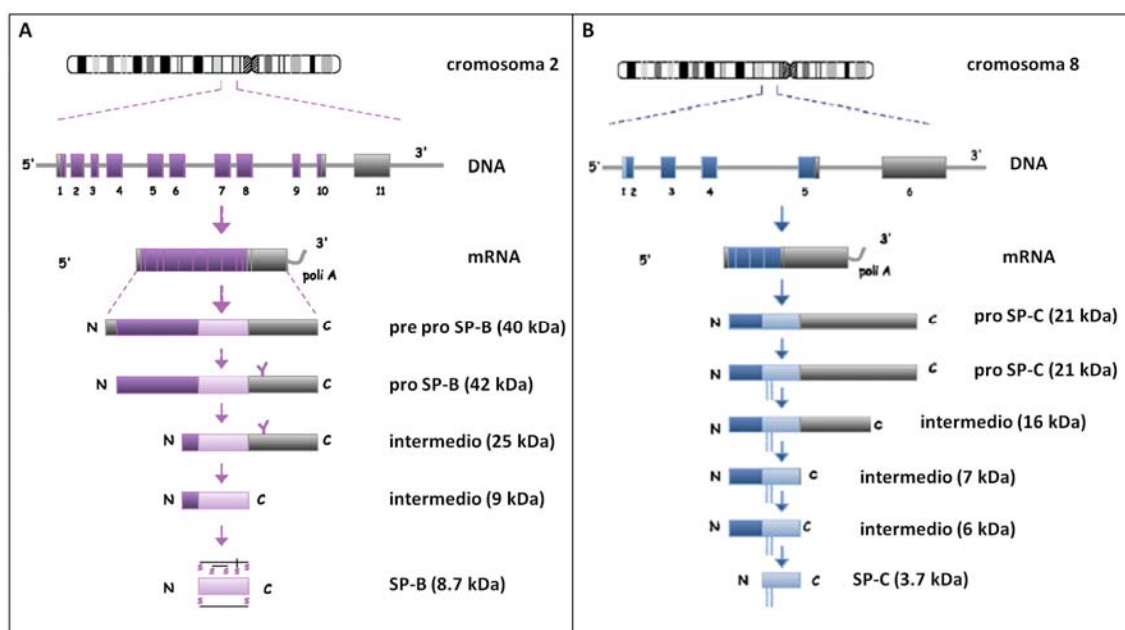 A
cromosoma 2
5'
3'
DNA
1 2 3 4 5 6 7 8 9 10 11
5'
3'
poli A
mRNA
N
C
pre pro SP-B (40 kDa)
N
C
pro SP-B (42 kDa)
N
C
intermedio (25 kDa)
N
C
intermedio (9 kDa)
S S
S S S S
N
C
SP-B (8.7 kDa)
S S
B
cromosoma 8
5'
3'
DNA
1 2 3 4 5 6
5'
3'
poli A
mRNA
N
C
pro SP-C (21 kDa)
N
C
pro SP-C (21 kDa)
N
C
intermedio (16 kDa)
N
C
intermedio (7 kDa)
N
C
intermedio (6 kDa)
N
C
SP-C (3.7 kDa)